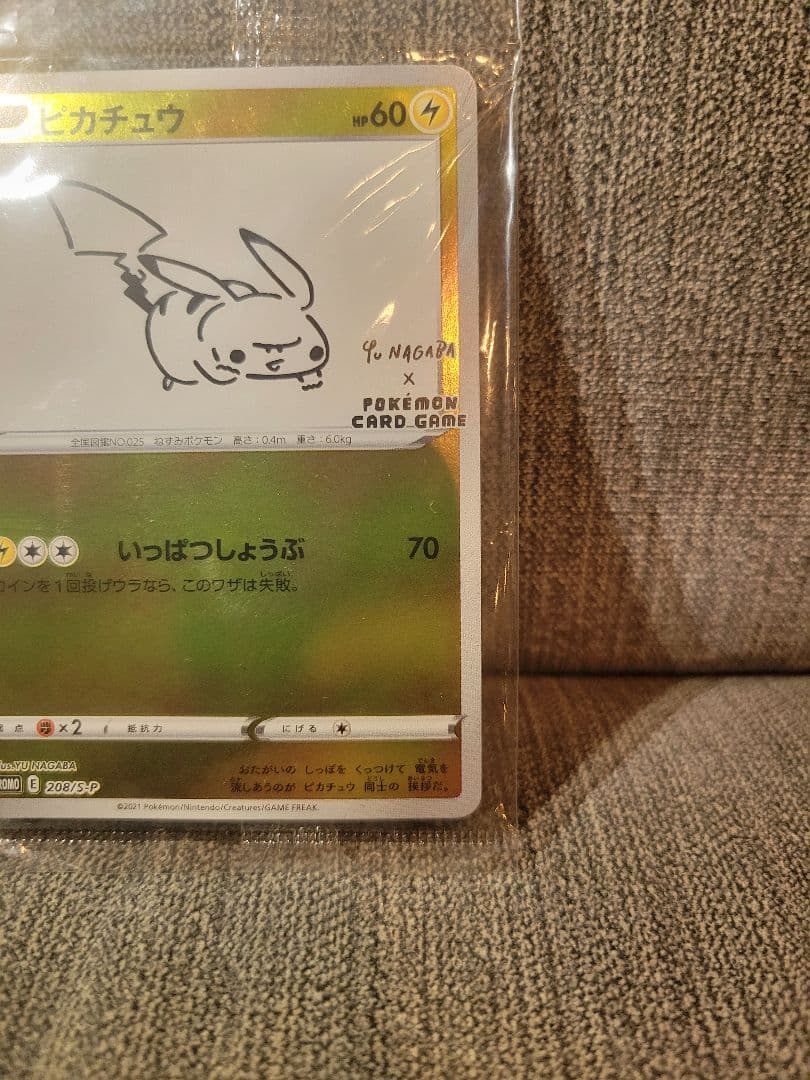 ピカチュウ HP60
YU NAGABA
×
POKÉMON
CARD GAME
全国図鑑NO.025 ねずみポケモン 高さ:0.4m 重さ:6.0kg
いっぱつしょうぶ 70
コインを1回投げウラなら、このワザは失敗。
点 ×2 抵抗力 にげる
us.YU NAGABA
おたがいの しっぽを くっつけて 電気を
流しあうのが ピカチュウ 同士の 挨拶だ。
ROMO E 208/S-P
©2021 Pokémon/Nintendo/Creatures/GAME FREAK.